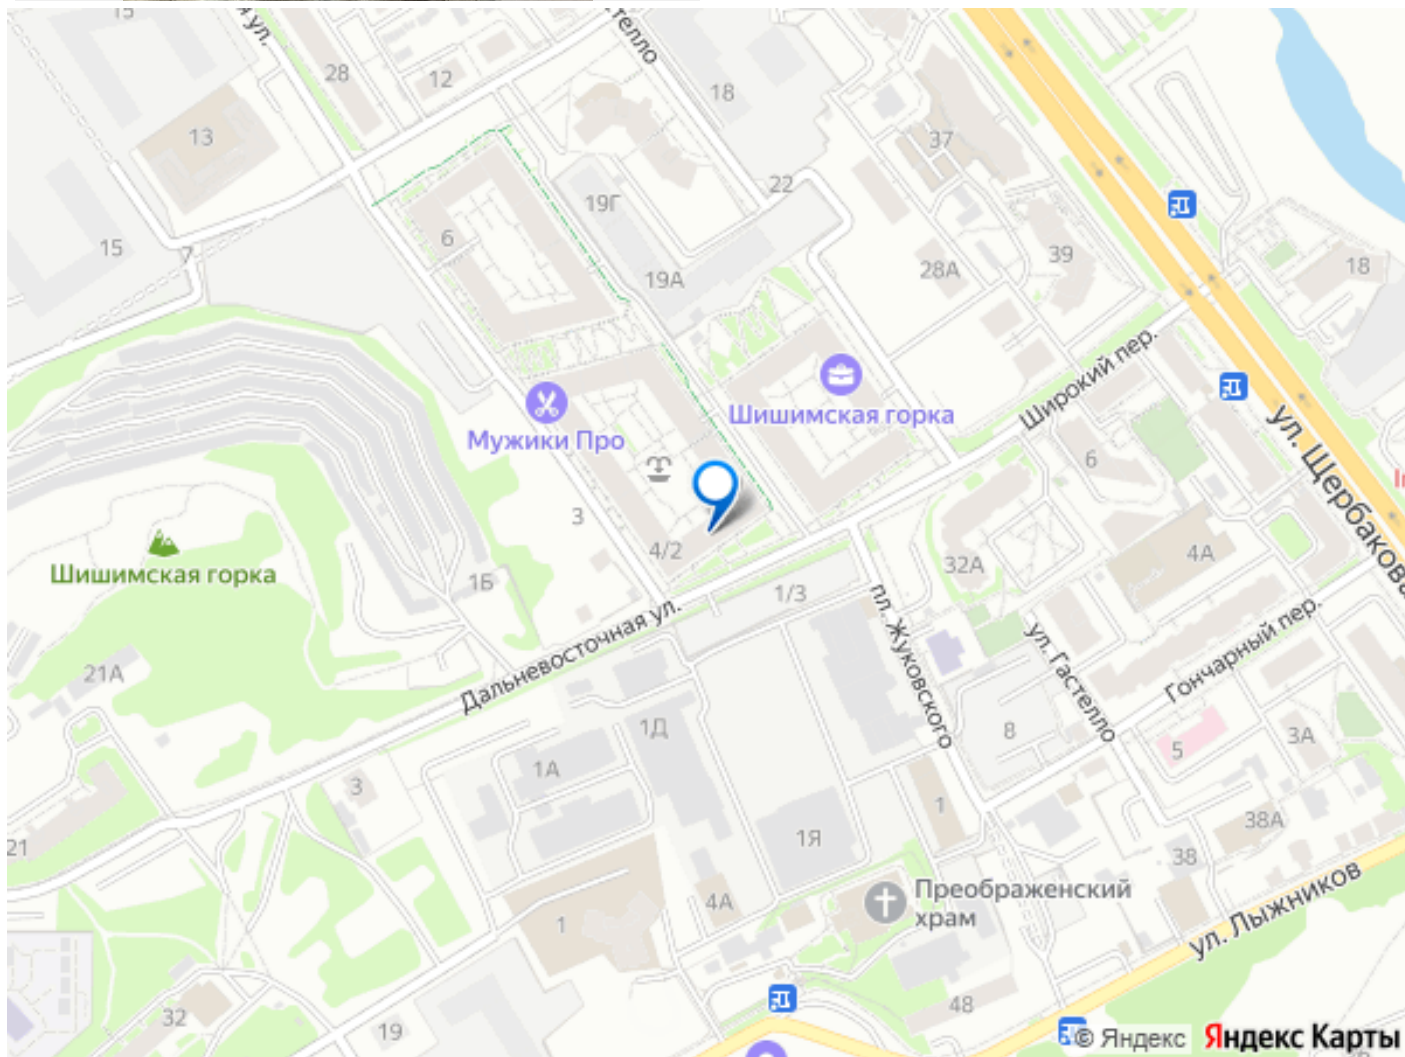 15
я ул.
28
12
телло
18
13
37
22
19Г
6
15
7
19А
28А
39
18
Широкий пер.
Шишимская горка
Мужики Про
6
ул. Щербакова
3
4/2
Шишимская горка
1Б
32А
4А
1/3
Дальневосточная ул.
пл. Жуковского
ул. Гастелло
Гончарный пер.
21А
1Д
8
5
3А
1А
3
1
38А
21
1Я
38
Преображенский
храм
4А
1
ул. Лыжников
48
32
19
© Яндекс Яндекс Карты